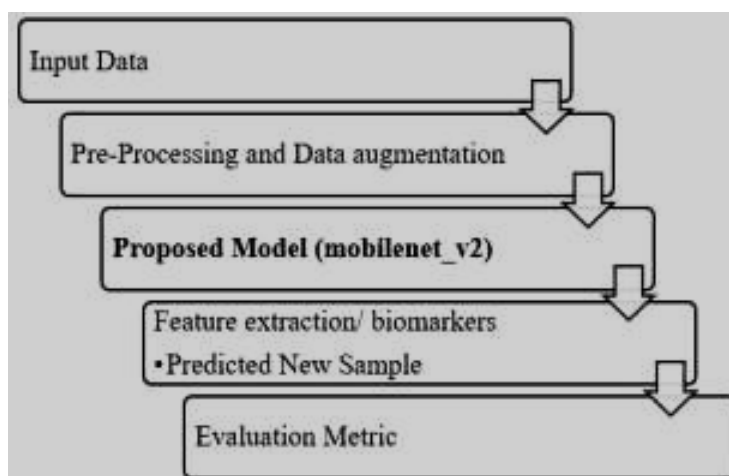 Input Data
Pre-Processing and Data augmentation
Proposed Model (mobilenet_v2)
Feature extraction/ biomarkers
•Predicted New Sample
Evaluation Metric